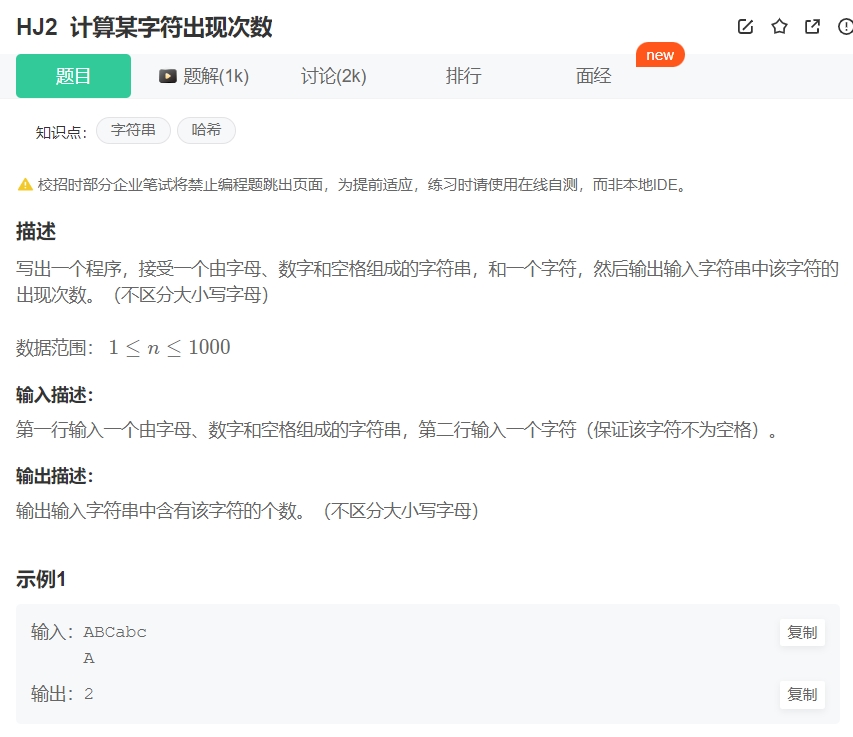 HJ2 计算某字符出现次数
题目 题解(1k) 讨论(2k) 排行 面经 new
知识点： 字符串 哈希
校招时部分企业笔试将禁止编程题跳出页面，为提前适应，练习时请使用在线自测，而非本地IDE。
描述
写出一个程序，接受一个由字母、数字和空格组成的字符串，和一个字符，然后输出输入字符串中该字符的
出现次数。（不区分大小写字母）
数据范围： 1 ≤ n ≤ 1000
输入描述：
第一行输入一个由字母、数字和空格组成的字符串，第二行输入一个字符（保证该字符不为空格）。
输出描述：
输出输入字符串中含有该字符的个数。（不区分大小写字母）
示例1
输入： ABCabc 复制
A
输出： 2 复制